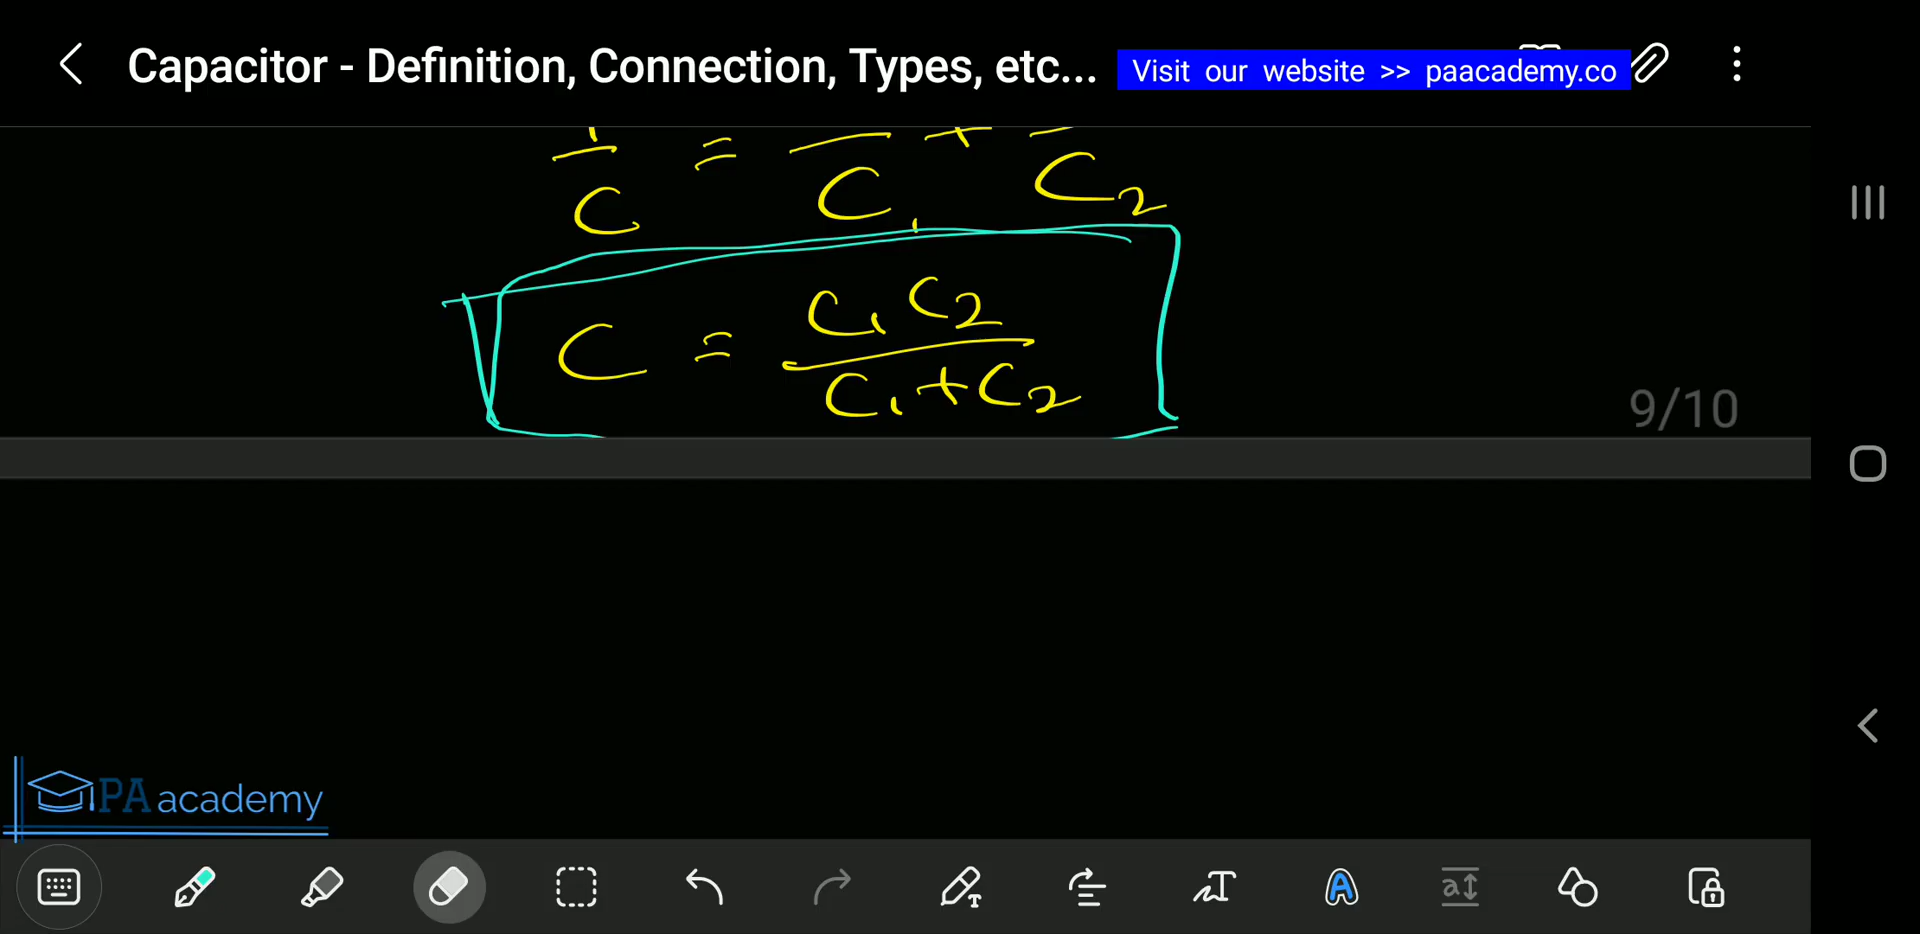 Capacitor - Definition, Connection, Types, etc...
Visit our website >> paacademy.co
1/C = 1/C₁ + 1/C₂
C = C₁C₂/(C₁+C₂)
9/10
PA academy